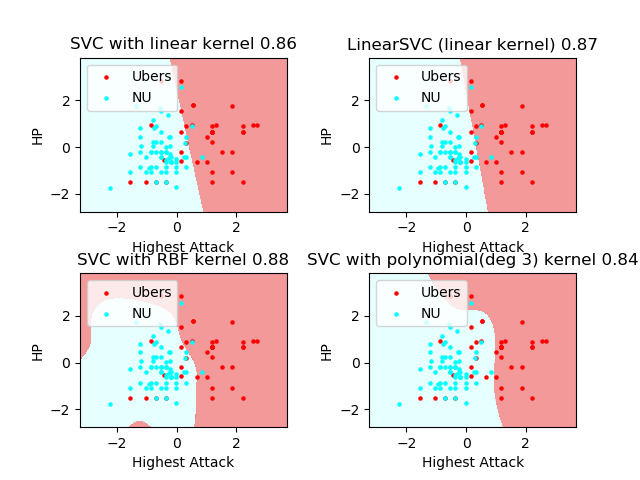 SVC with linear kernel 0.86
LinearSVC (linear kernel) 0.87
Ubers
NU
HP
2
0
−2
−2
0
2
Highest Attack
Ubers
NU
HP
2
0
−2
−2
0
2
Highest Attack
SVC with RBF kernel 0.88
SVC with polynomial(deg 3) kernel 0.84
Ubers
NU
HP
2
0
−2
−2
0
2
Highest Attack
Ubers
NU
HP
2
0
−2
−2
0
2
Highest Attack